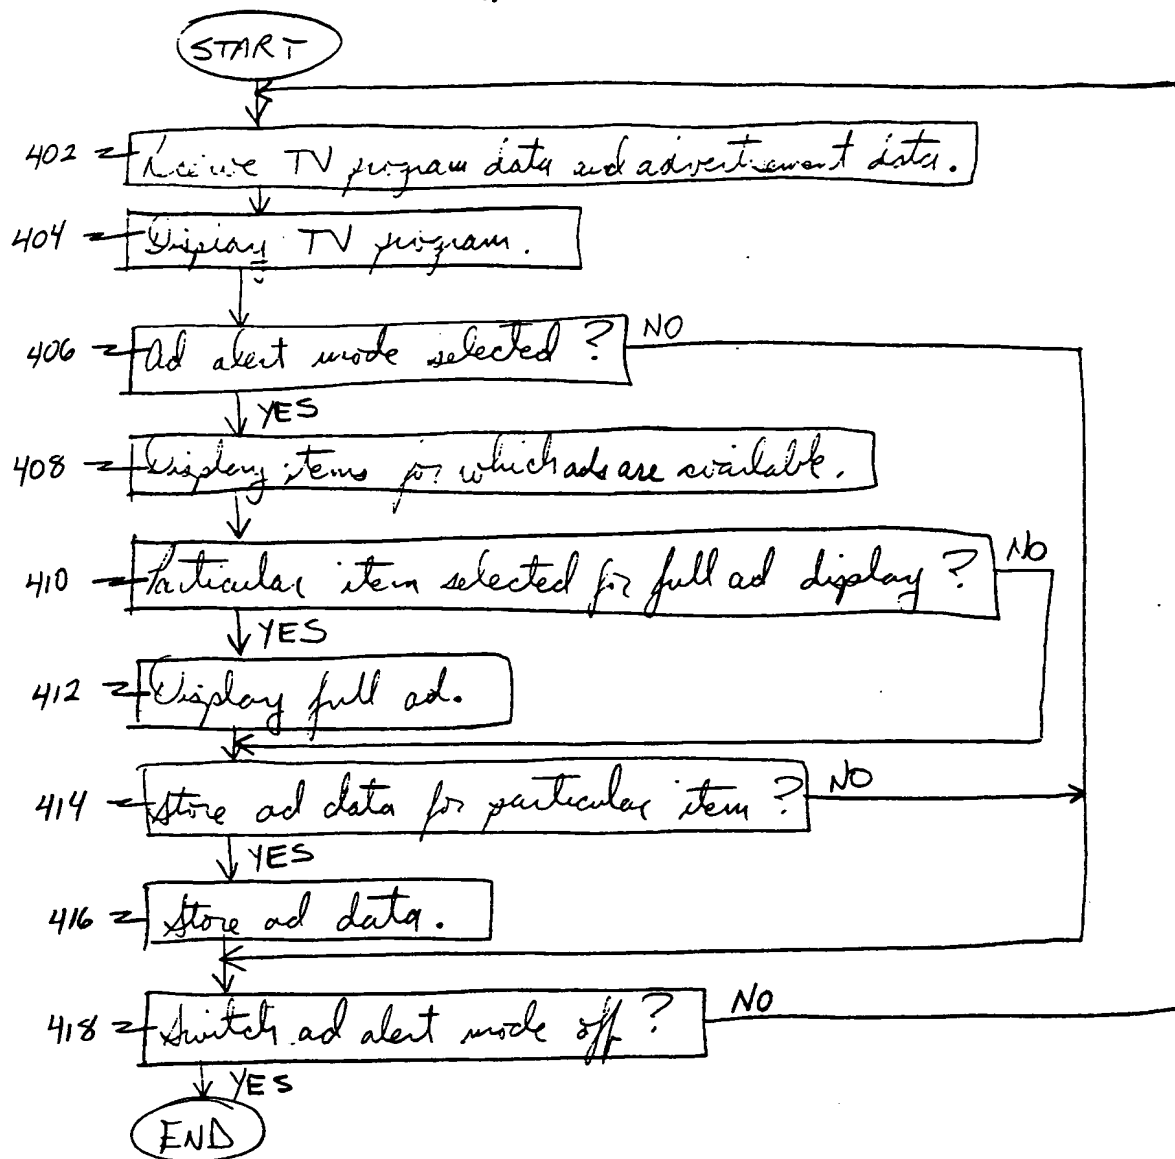 START
402 Receive TV program data and advertisement data.
404 Display TV program.
406 Ad alert mode selected? NO
YES
408 Display items for which ads are available.
410 Particular item selected for full ad display? NO
YES
412 Display full ad.
414 Store ad data for particular item? NO
YES
416 Store ad data.
418 Switch ad alert mode off? NO
YES
END